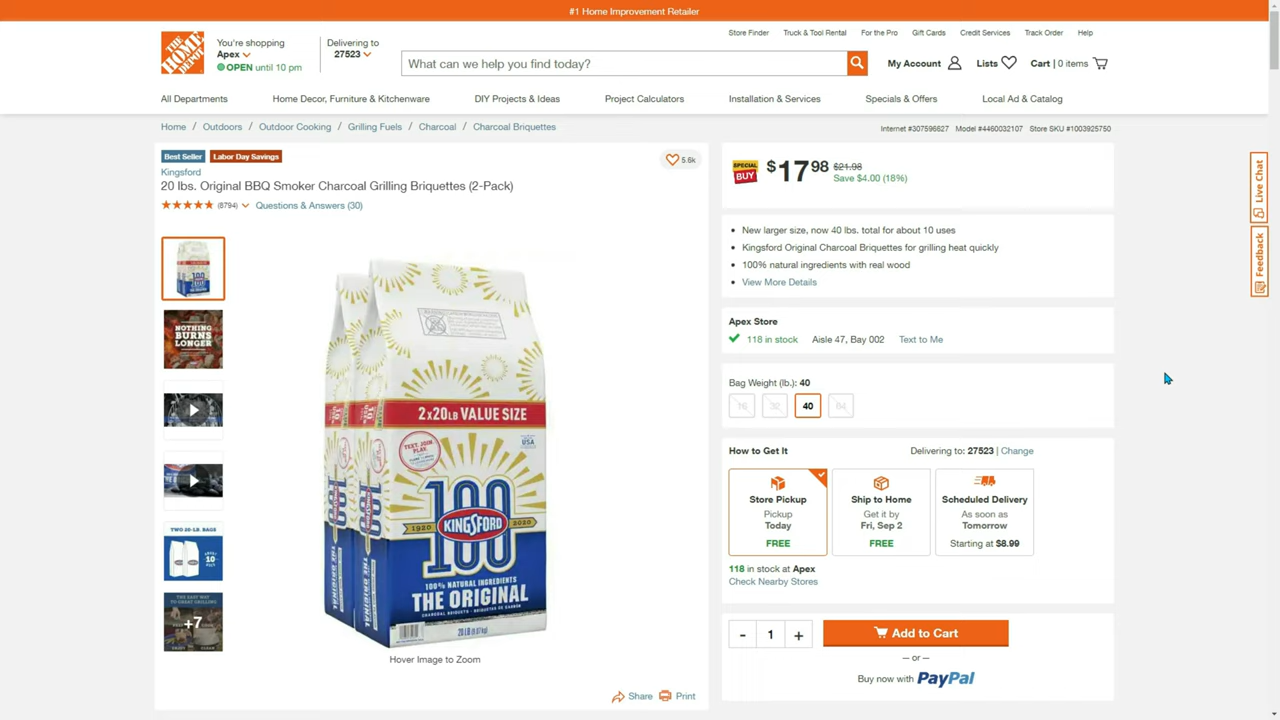 #1 Home Improvement Retailer
Store Finder Truck & Tool Rental For the Pro Gift Cards Credit Services Track Order Help
THE HOME DEPOT
You're shopping
Apex
OPEN until 10 pm
Delivering to
27523
What can we help you find today?
My Account Lists Cart | 0 items
All Departments Home Decor, Furniture & Kitchenware DIY Projects & Ideas Project Calculators Installation & Services Specials & Offers Local Ad & Catalog
Home / Outdoors / Outdoor Cooking / Grilling Fuels / Charcoal / Charcoal Briquettes
Internet #307596627 Model #4460032107 Store SKU #1003925750
Best Seller Labor Day Savings
5.6k
Kingsford
20 lbs. Original BBQ Smoker Charcoal Grilling Briquettes (2-Pack)
(8794) Questions & Answers (30)
NOTHING
BURNS
LONGER
TWO 20-LB. BAGS
+7
2x20LB VALUE SIZE
TEXT. JOIN.
PLAY.
USA
100
1920 KINGSFORD 2020
100% NATURAL INGREDIENTS
THE ORIGINAL
Hover Image to Zoom
Share Print
SPECIAL
BUY
$17 98 $21.98
Save $4.00 (18%)
New larger size, now 40 lbs. total for about 10 uses
Kingsford Original Charcoal Briquettes for grilling heat quickly
100% natural ingredients with real wood
View More Details
Apex Store
118 in stock Aisle 47, Bay 002 Text to Me
Bag Weight (lb.): 40
16 32 40 64
How to Get It Delivering to: 27523 | Change
Store Pickup
Pickup
Today
FREE
Ship to Home
Get it by
Fri, Sep 2
FREE
Scheduled Delivery
As soon as
Tomorrow
Starting at $8.99
118 in stock at Apex
Check Nearby Stores
- 1 + Add to Cart
— or —
Buy now with PayPal
Live Chat
Feedback